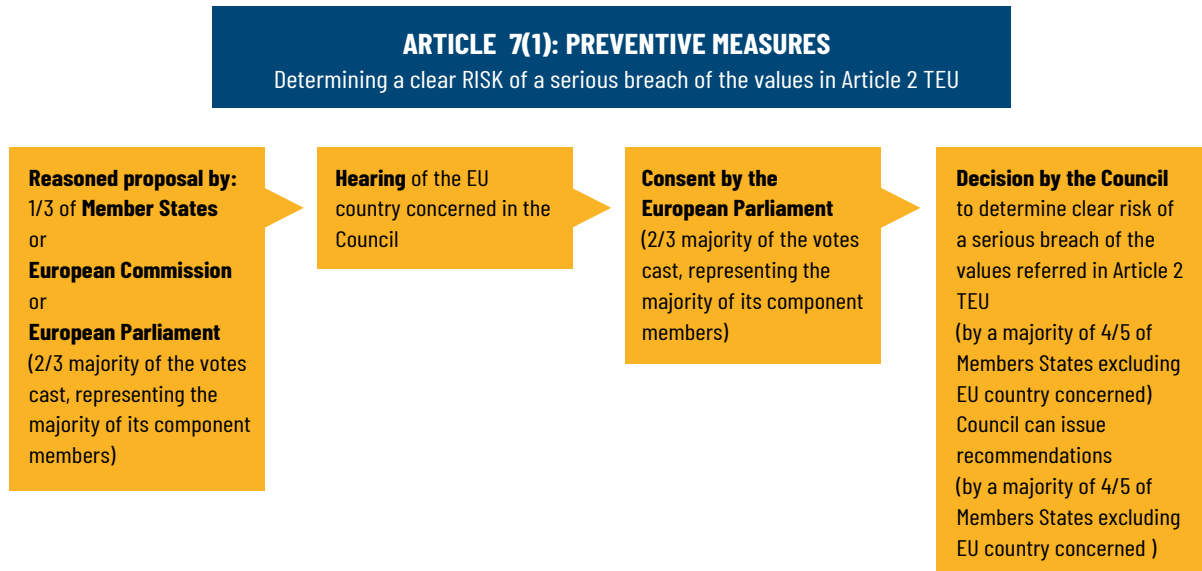 ARTICLE 7(1): PREVENTIVE MEASURES
Determining a clear RISK of a serious breach of the values in Article 2 TEU
Reasoned proposal by:
1/3 of Member States
or
European Commission
or
European Parliament
(2/3 majority of the votes
cast, representing the
majority of its component
members)
Hearing of the EU
country concerned in the
Council
Consent by the
European Parliament
(2/3 majority of the votes
cast, representing the
majority of its component
members)
Decision by the Council
to determine clear risk of
a serious breach of the
values referred in Article 2
TEU
(by a majority of 4/5 of
Members States excluding
EU country concerned)
Council can issue
recommendations
(by a majority of 4/5 of
Members States excluding
EU country concerned )